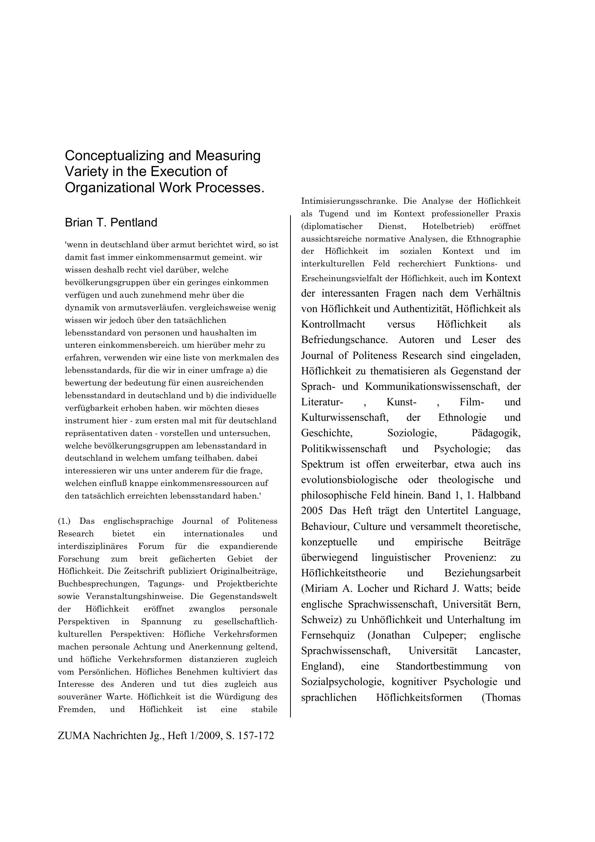 Conceptualizing and Measuring
Variety in the Execution of
Organizational Work Processes.
Brian T. Pentland
'wenn in deutschland über armut berichtet wird, so ist
damit fast immer einkommensarmut gemeint. wir
wissen deshalb recht viel darüber, welche
bevölkerungsgruppen über ein geringes einkommen
verfügen und auch zunehmend mehr über die
dynamik von armutsverläufen. vergleichsweise wenig
wissen wir jedoch über den tatsächlichen
lebensstandard von personen und haushalten im
unteren einkommensbereich. um hierüber mehr zu
erfahren, verwenden wir eine liste von merkmalen des
lebensstandards, für die wir in einer umfrage a) die
bewertung der bedeutung für einen ausreichenden
lebensstandard in deutschland und b) die individuelle
verfügbarkeit erhoben haben. wir möchten dieses
instrument hier - zum ersten mal mit für deutschland
repräsentativen daten - vorstellen und untersuchen,
welche bevölkerungsgruppen am lebensstandard in
deutschland in welchem umfang teilhaben. dabei
interessieren wir uns unter anderem für die frage,
welchen einfluß knappe einkommensressourcen auf
den tatsächlich erreichten lebensstandard haben.'
(1.) Das englischsprachige Journal of Politeness
Research bietet ein internationales und
interdisziplinäres Forum für die expandierende
Forschung zum breit gefächerten Gebiet der
Höflichkeit. Die Zeitschrift publiziert Originalbeiträge,
Buchbesprechungen, Tagungs- und Projektberichte
sowie Veranstaltungshinweise. Die Gegenstandswelt
der Höflichkeit eröffnet zwanglos personale
Perspektiven in Spannung zu gesellschaftlich-
kulturellen Perspektiven: Höfliche Verkehrsformen
machen personale Achtung und Anerkennung geltend,
und höfliche Verkehrsformen distanzieren zugleich
vom Persönlichen. Höfliches Benehmen kultiviert das
Interesse des Anderen und tut dies zugleich aus
souveräner Warte. Höflichkeit ist die Würdigung des
Fremden, und Höflichkeit ist eine stabile
Intimisierungsschranke. Die Analyse der Höflichkeit
als Tugend und im Kontext professioneller Praxis
(diplomatischer Dienst, Hotelbetrieb) eröffnet
aussichtsreiche normative Analysen, die Ethnographie
der Höflichkeit im sozialen Kontext und im
interkulturellen Feld recherchiert Funktions- und
Erscheinungsvielfalt der Höflichkeit, auch im Kontext
der interessanten Fragen nach dem Verhältnis
von Höflichkeit und Authentizität, Höflichkeit als
Kontrollmacht versus Höflichkeit als
Befriedungschance. Autoren und Leser des
Journal of Politeness Research sind eingeladen,
Höflichkeit zu thematisieren als Gegenstand der
Sprach- und Kommunikationswissenschaft, der
Literatur- , Kunst- , Film- und
Kulturwissenschaft, der Ethnologie und
Geschichte, Soziologie, Pädagogik,
Politikwissenschaft und Psychologie; das
Spektrum ist offen erweiterbar, etwa auch ins
evolutionsbiologische oder theologische und
philosophische Feld hinein. Band 1, 1. Halbband
2005 Das Heft trägt den Untertitel Language,
Behaviour, Culture und versammelt theoretische,
konzeptuelle und empirische Beiträge
überwiegend linguistischer Provenienz: zu
Höflichkeitstheorie und Beziehungsarbeit
(Miriam A. Locher und Richard J. Watts; beide
englische Sprachwissenschaft, Universität Bern,
Schweiz) zu Unhöflichkeit und Unterhaltung im
Fernsehquiz (Jonathan Culpeper; englische
Sprachwissenschaft, Universität Lancaster,
England), eine Standortbestimmung von
Sozialpsychologie, kognitiver Psychologie und
sprachlichen Höflichkeitsformen (Thomas
ZUMA Nachrichten Jg., Heft 1/2009, S. 157-172